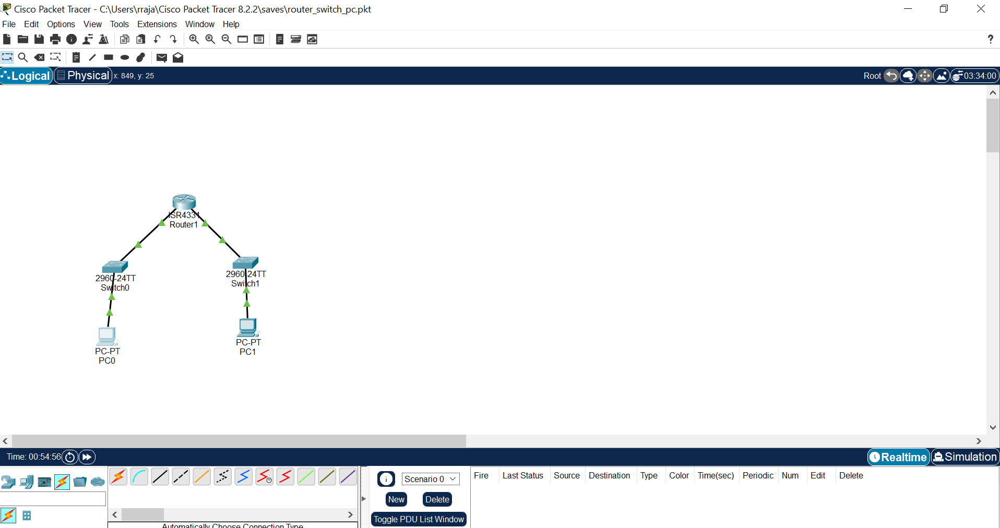 Cisco Packet Tracer - C:\Users\rraja\Cisco Packet Tracer 8.2.2\saves\router_switch_pc.pkt
File Edit Options View Tools Extensions Window Help
?
Logical Physical x: 849, y: 25 Root 03:34:00
ISR4331
Router1
2960-24TT
Switch0
2960-24TT
Switch1
PC-PT
PC0
PC-PT
PC1
Time: 00:54:56 Realtime Simulation
Scenario 0
New Delete
Toggle PDU List Window
Fire Last Status Source Destination Type Color Time(sec) Periodic Num Edit Delete
Automatically Choose Connection Type